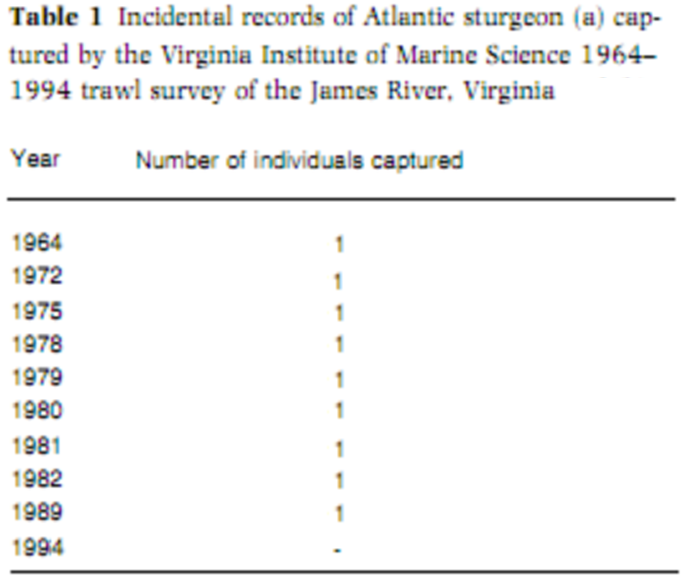 Table 1 Incidental records of Atlantic sturgeon (a) cap-
tured by the Virginia Institute of Marine Science 1964–
1994 trawl survey of the James River, Virginia
Year Number of individuals captured
1964 1
1972 1
1975 1
1978 1
1979 1
1980 1
1981 1
1982 1
1989 1
1994 -